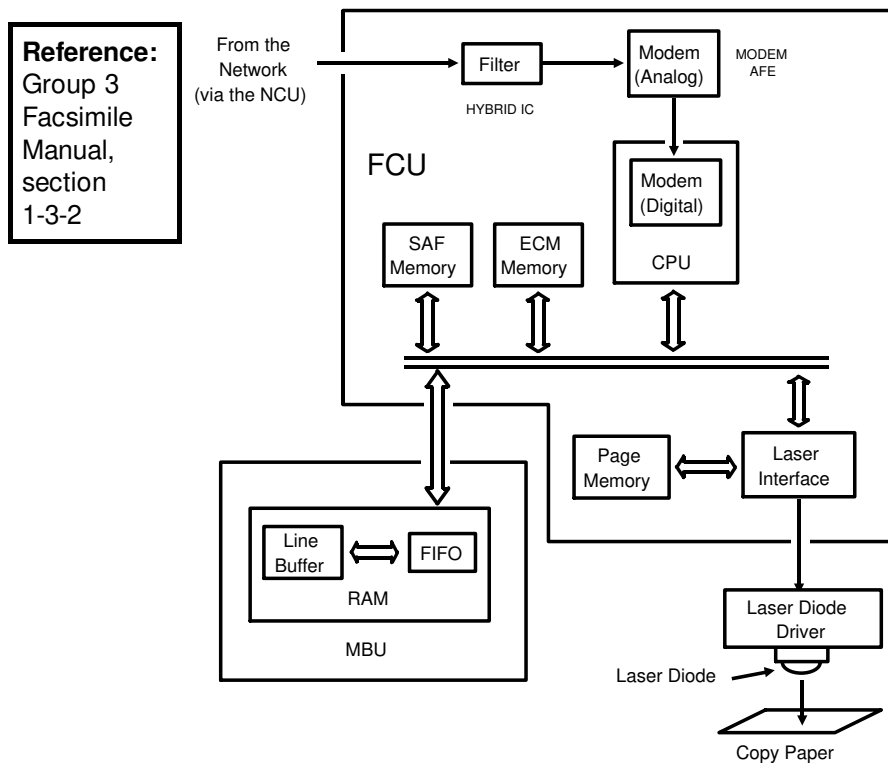 Reference:
Group 3
Facsimile
Manual,
section
1-3-2
From the
Network
(via the NCU)
Filter
HYBRID IC
Modem
(Analog)
MODEM
AFE
FCU
Modem
(Digital)
CPU
SAF
Memory
ECM
Memory
Page
Memory
Laser
Interface
Line
Buffer
FIFO
RAM
MBU
Laser Diode
Driver
Laser Diode
Copy Paper